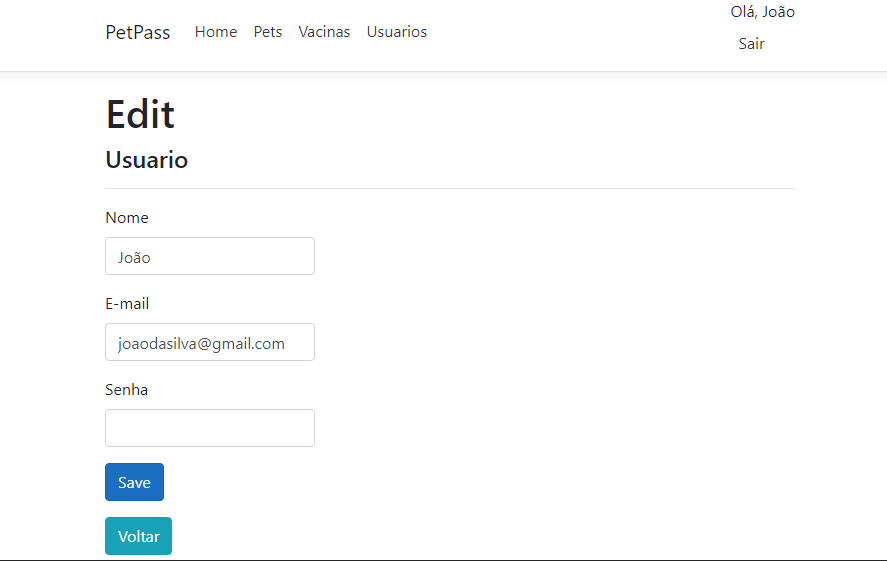 PetPass Home Pets Vacinas Usuarios
Olá, João
Sair
Edit
Usuario
Nome
João
E-mail
joaodasilva@gmail.com
Senha
Save
Voltar